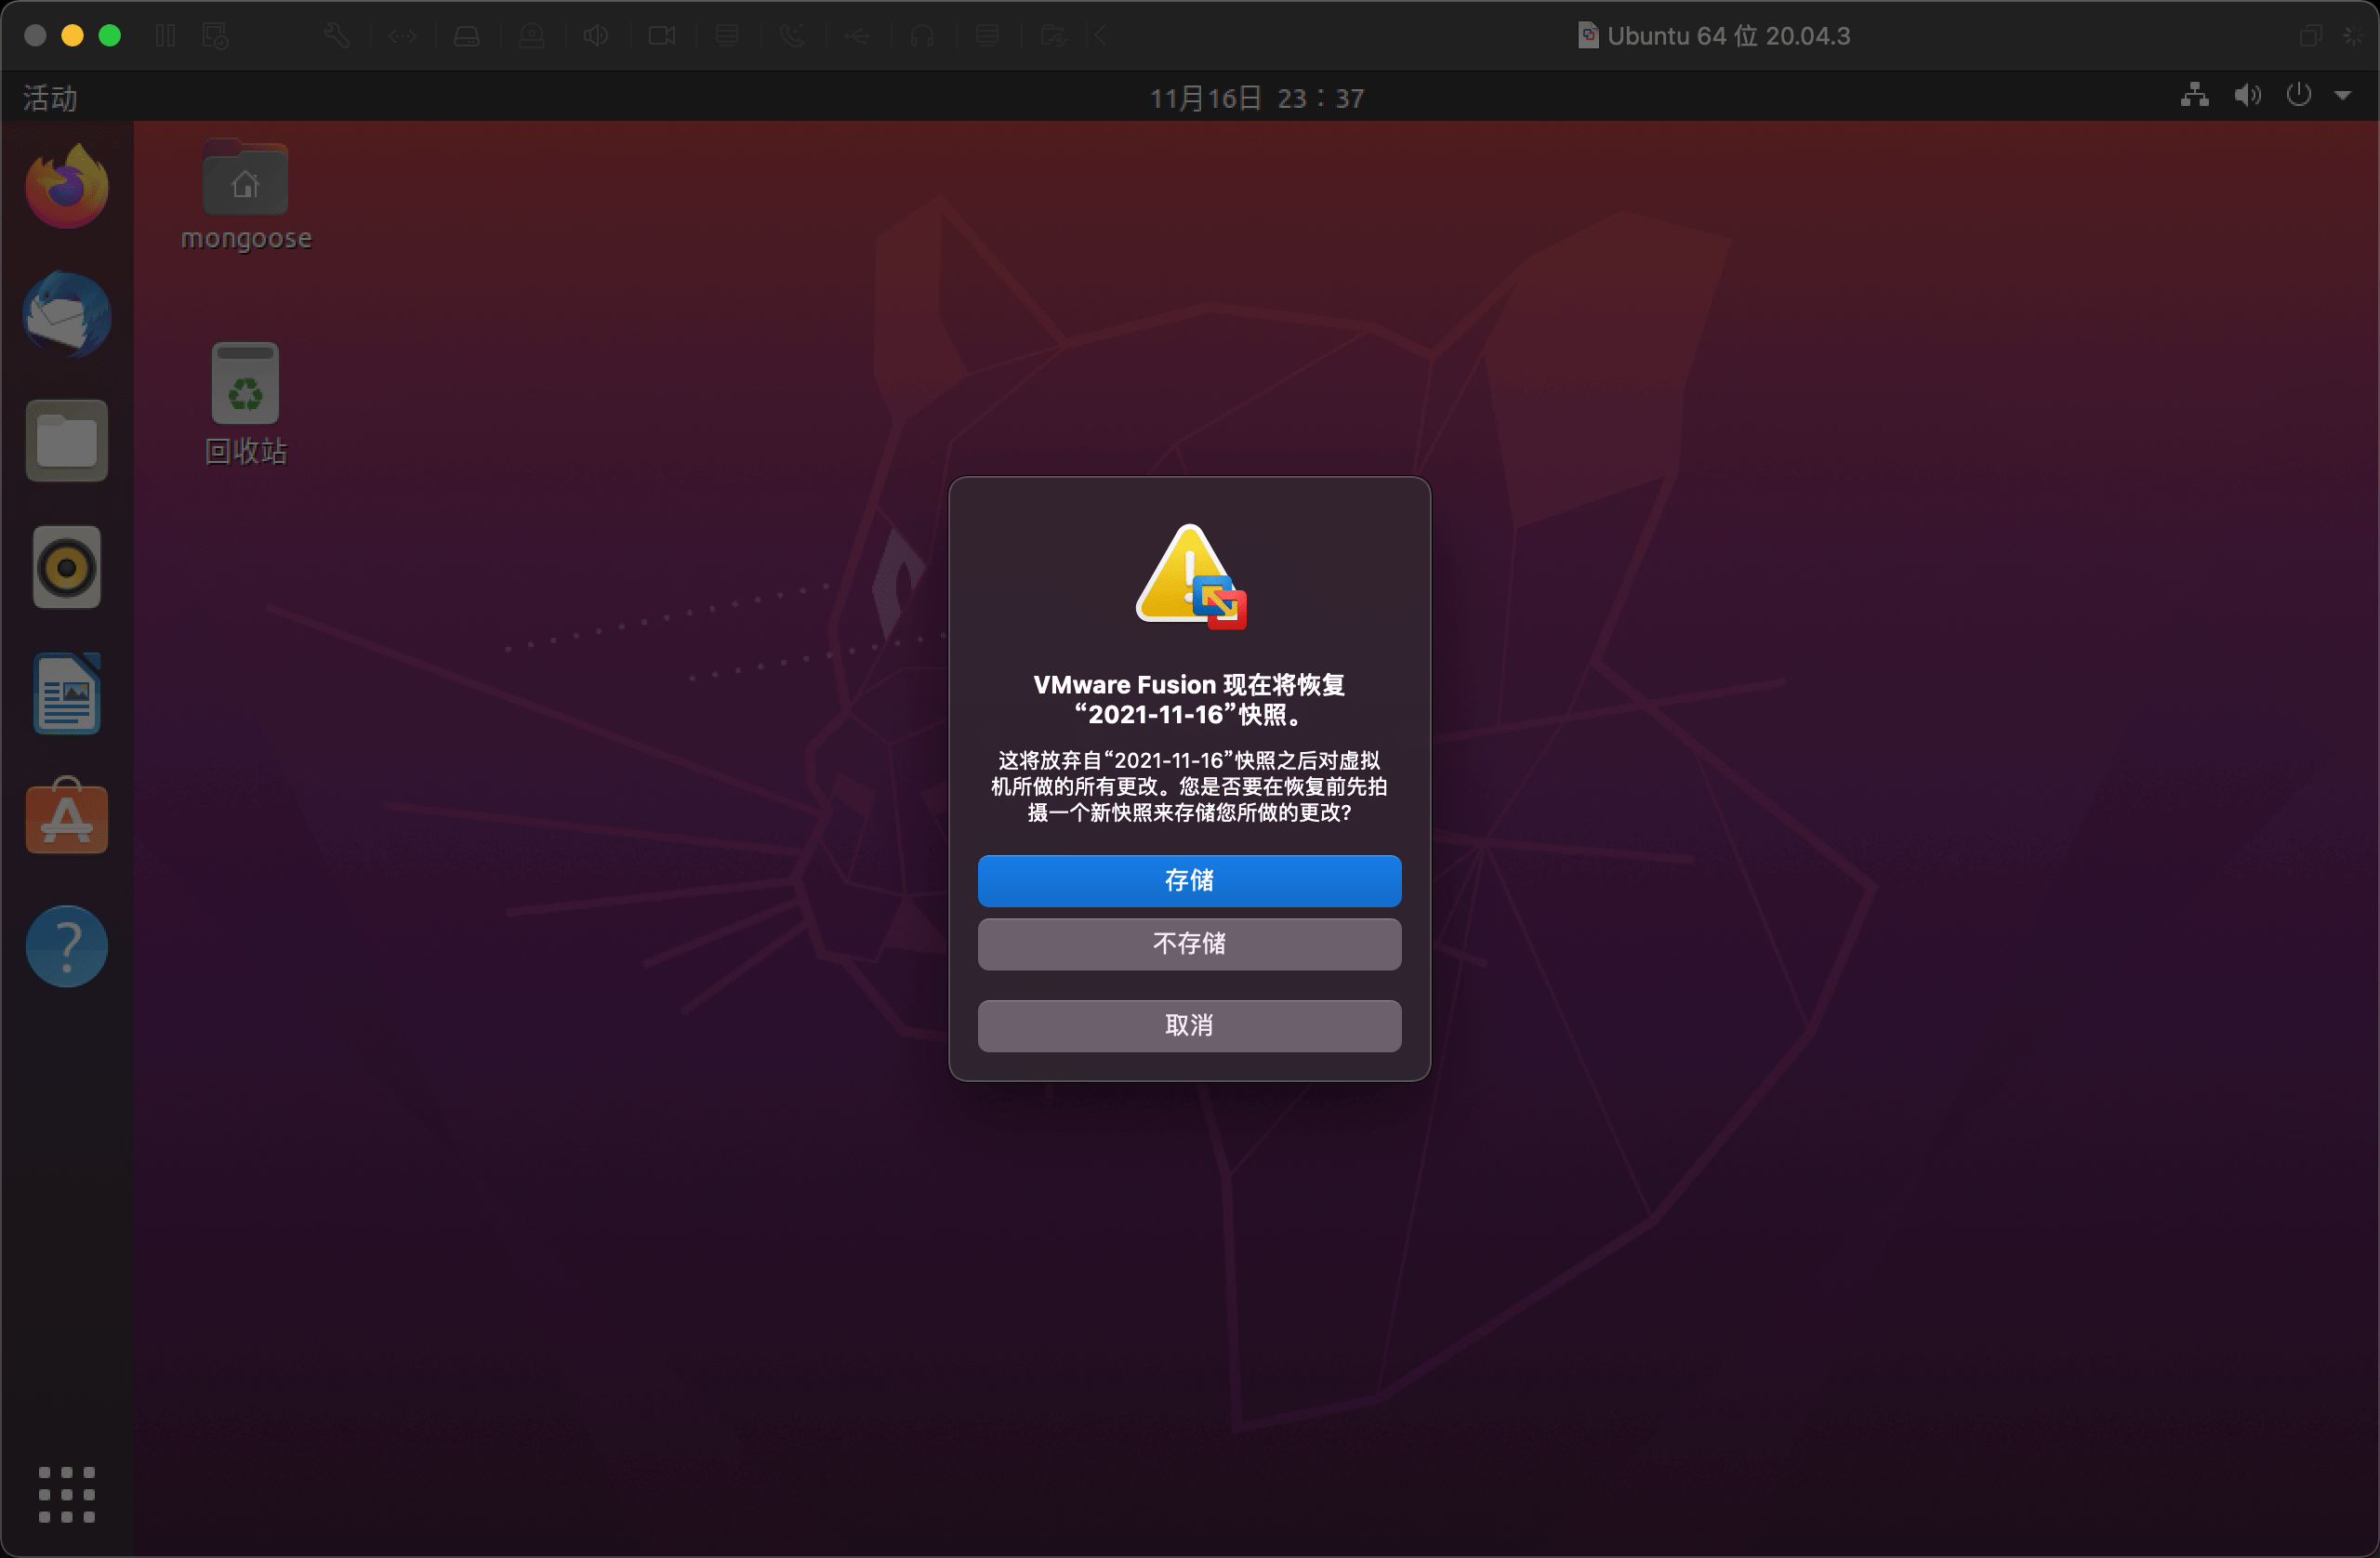 Ubuntu 64 位 20.04.3
活动
11月16日 23：37
mongoose
回收站
VMware Fusion 现在将恢复
“2021-11-16”快照。
这将放弃自“2021-11-16”快照之后对虚拟
机所做的所有更改。您是否要在恢复前先拍
摄一个新快照来存储您所做的更改?
存储
不存储
取消